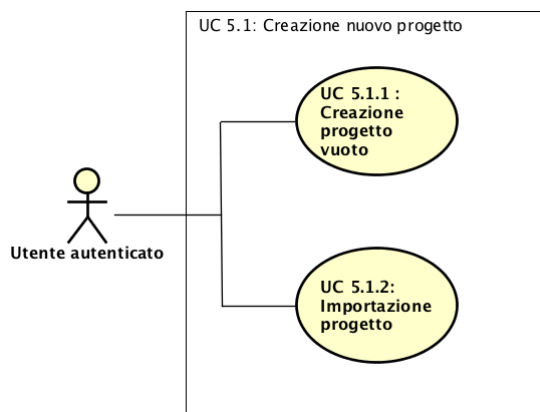 UC 5.1: Creazione nuovo progetto
UC 5.1.1 :
Creazione
progetto
vuoto
Utente autenticato
UC 5.1.2:
Importazione
progetto